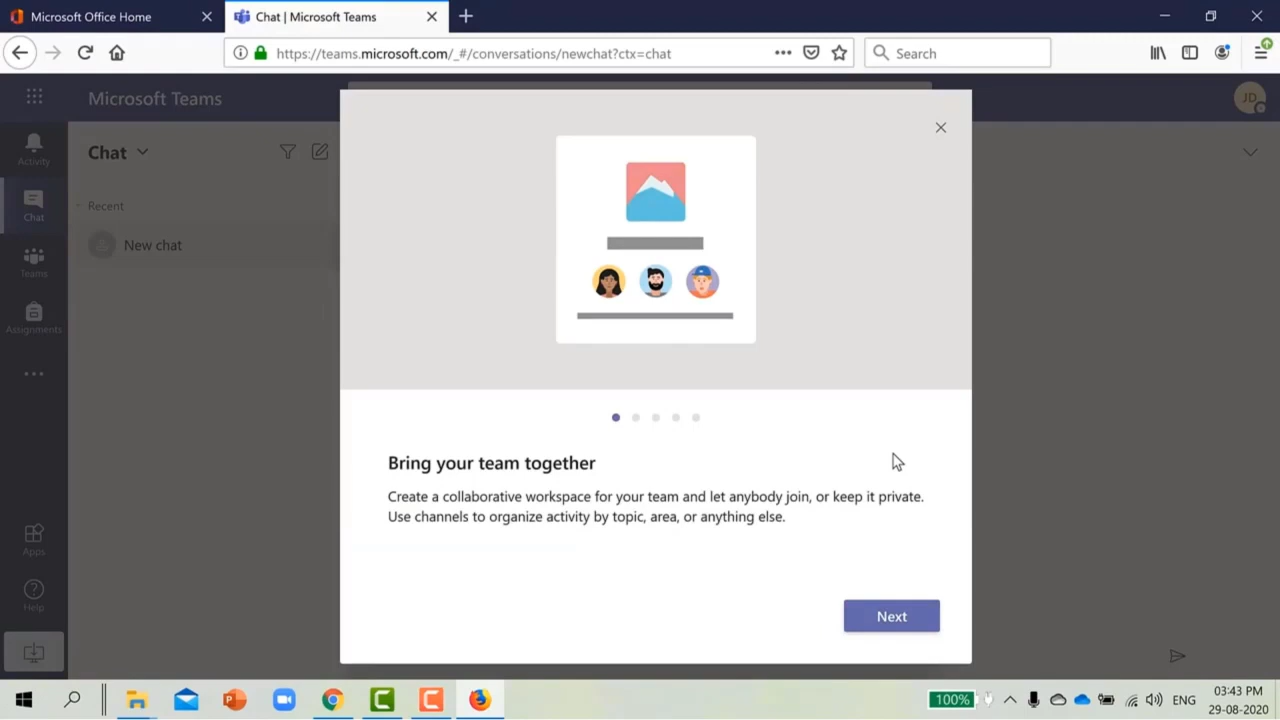 Microsoft Office Home
Chat | Microsoft Teams
https://teams.microsoft.com/_#/conversations/newchat?ctx=chat
Search
Microsoft Teams
JD
Activity
Chat
Teams
Assignments
Apps
Help
Chat
Recent
New chat
Bring your team together
Create a collaborative workspace for your team and let anybody join, or keep it private.
Use channels to organize activity by topic, area, or anything else.
Next
100%
ENG
03:43 PM
29-08-2020